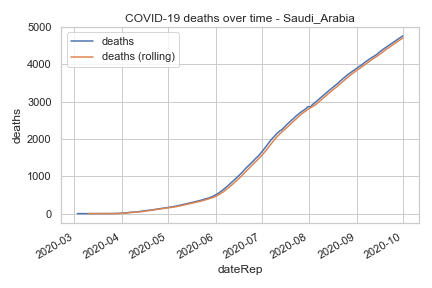 COVID-19 deaths over time - Saudi_Arabia
deaths
deaths (rolling)
deaths
5000
4000
3000
2000
1000
0
2020-03
2020-04
2020-05
2020-06
2020-07
2020-08
2020-09
2020-10
dateRep